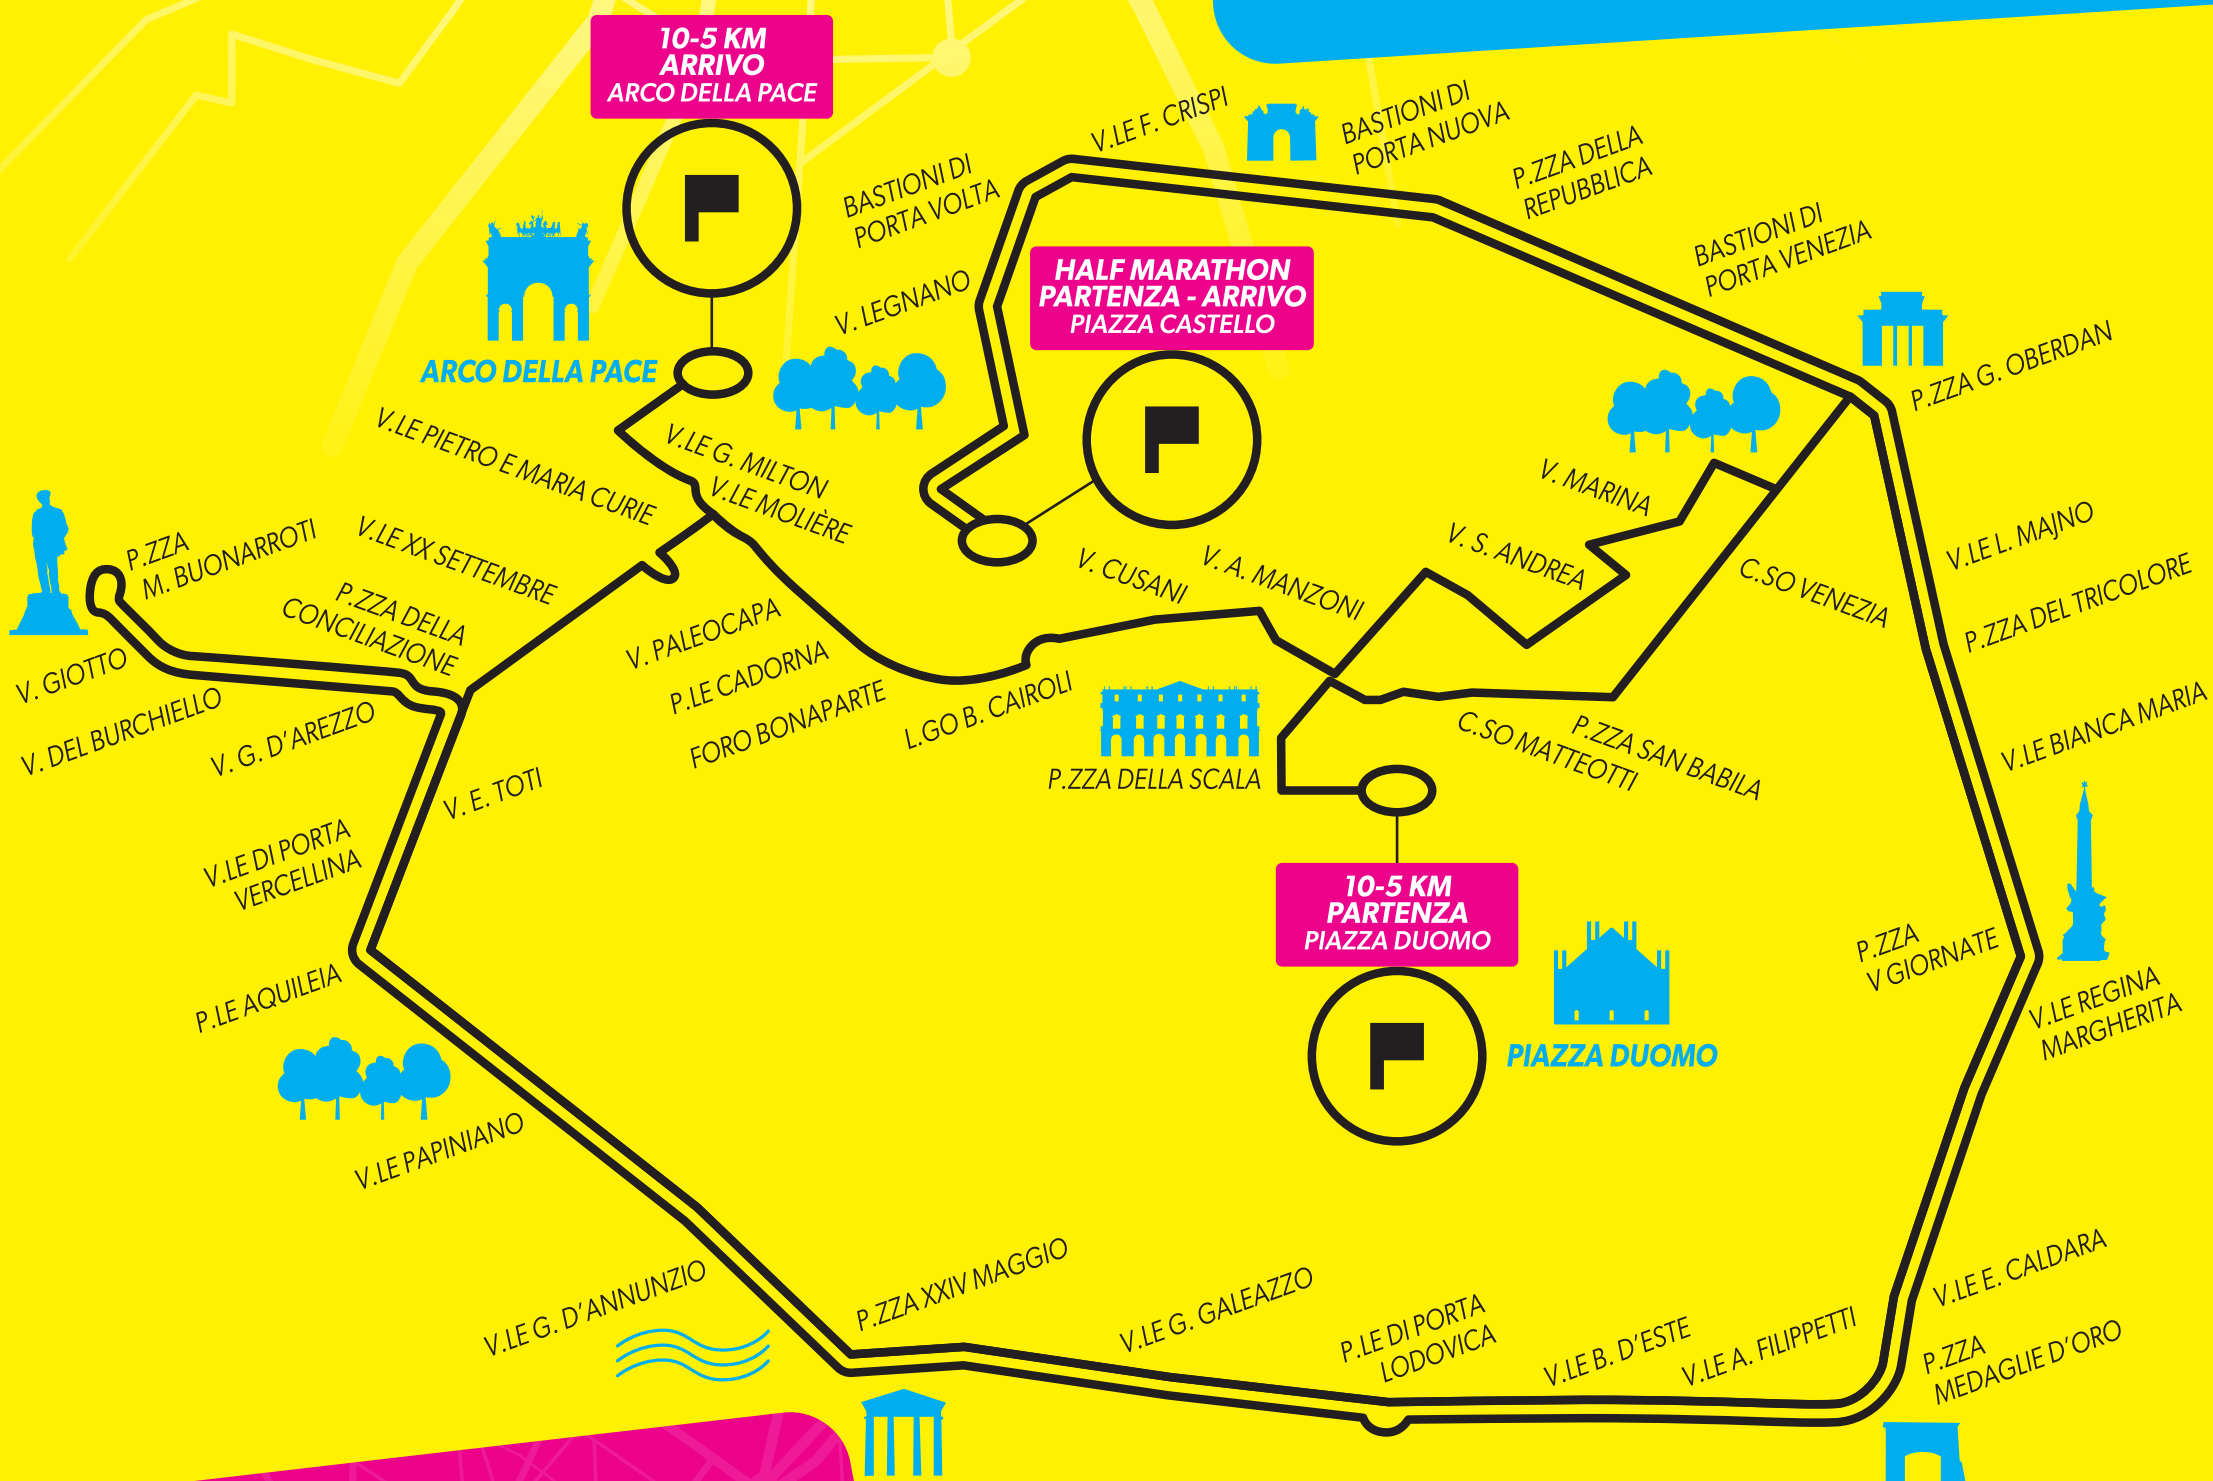 10-5 KM
ARRIVO
ARCO DELLA PACE
V.LE F. CRISPI
BASTIONI DI
PORTA NUOVA
P.ZZA DELLA
REPUBBLICA
BASTIONI DI
PORTA VOLTA
BASTIONI DI
PORTA VENEZIA
V. LEGNANO
HALF MARATHON
PARTENZA - ARRIVO
PIAZZA CASTELLO
P.ZZA G. OBERDAN
ARCO DELLA PACE
V.LE PIETRO E MARIA CURIE
V.LE G. MILTON
V.LE MOLIÈRE
V. MARINA
V. S. ANDREA
V.LE L. MAJNO
P.ZZA
M. BUONARROTI
V.LE XX SETTEMBRE
P.ZZA DELLA
CONCILIAZIONE
V. CUSANI
V. A. MANZONI
C.SO VENEZIA
P.ZZA DEL TRICOLORE
V. PALEOCAPA
P.LE CADORNA
FORO BONAPARTE
L.GO B. CAIROLI
V. GIOTTO
V. DEL BURCHIELLO
V. G. D'AREZZO
V. E. TOTI
P.ZZA DELLA SCALA
C.SO MATTEOTTI
P.ZZA SAN BABILA
V.LE BIANCA MARIA
V.LE DI PORTA
VERCELLINA
10-5 KM
PARTENZA
PIAZZA DUOMO
P.ZZA
V GIORNATE
P.LE AQUILEIA
V.LE REGINA
MARGHERITA
PIAZZA DUOMO
V.LE PAPINIANO
V.LE G. D'ANNUNZIO
P.ZZA XXIV MAGGIO
V.LE G. GALEAZZO
P.LE DI PORTA
LODOVICA
V.LE B. D'ESTE
V.LE A. FILIPPETTI
V.LE E. CALDARA
P.ZZA
MEDAGLIE D'ORO